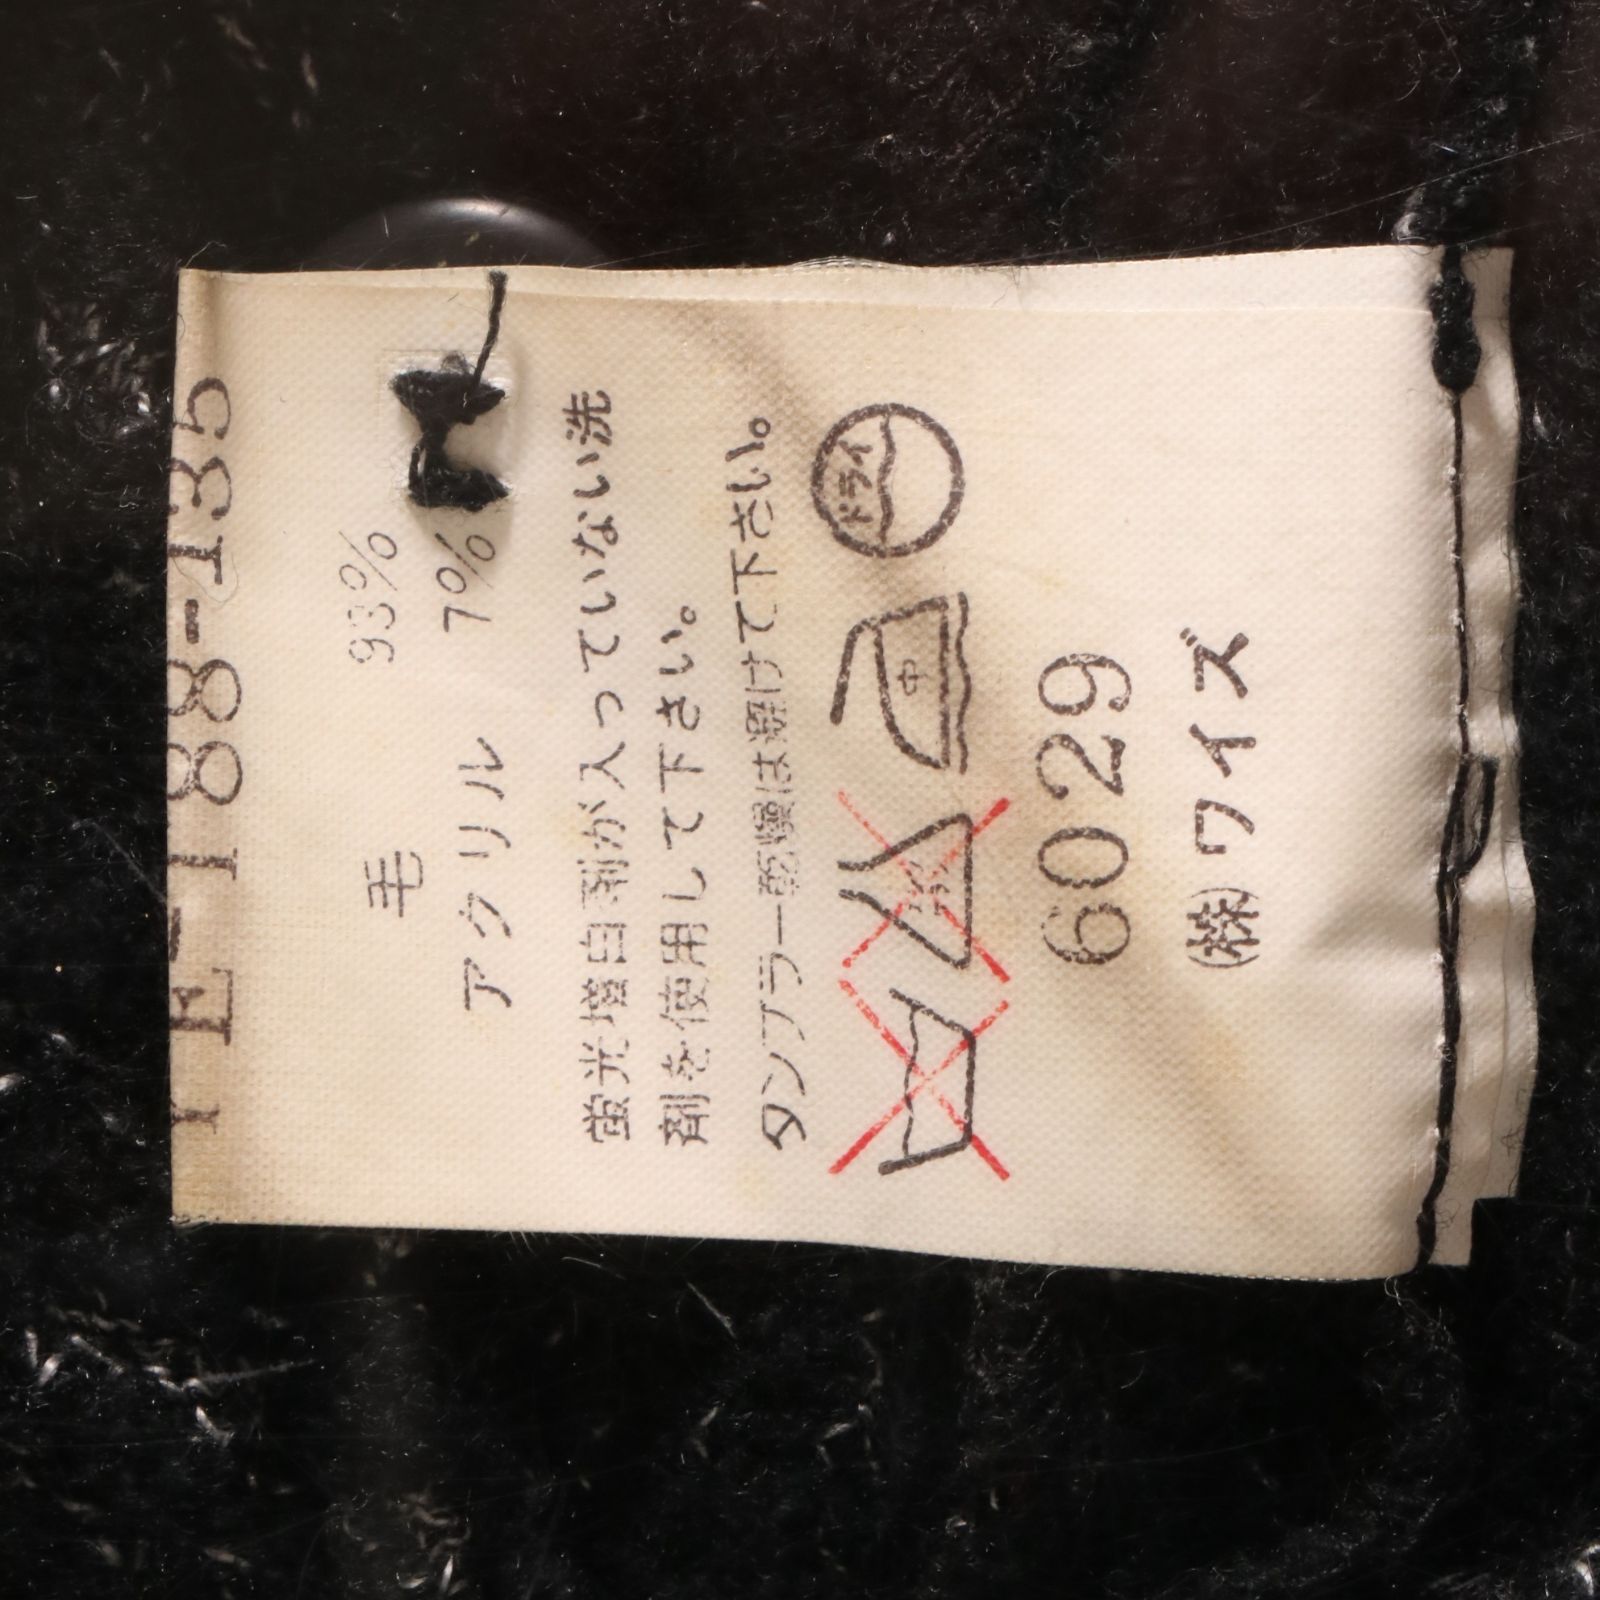 YE-T88-135
毛 93%
アクリル 7%
蛍光増白剤が入っていない洗
剤を使用して下さい。
タンブラー乾燥は避けて下さい。
中 ドライ
6029
㈱ワイズ